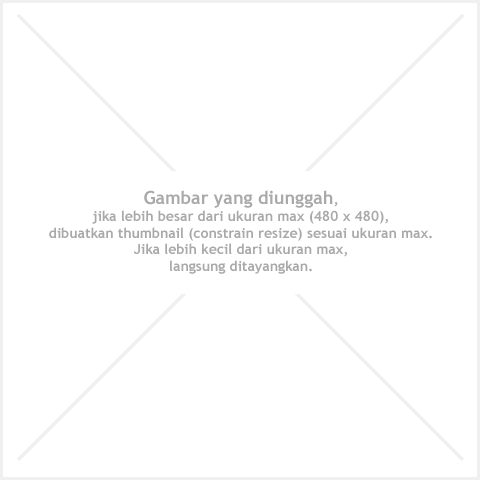 Gambar yang diunggah,
jika lebih besar dari ukuran max (480 x 480),
dibuatkan thumbnail (constrain resize) sesuai ukuran max.
Jika lebih kecil dari ukuran max,
langsung ditayangkan.